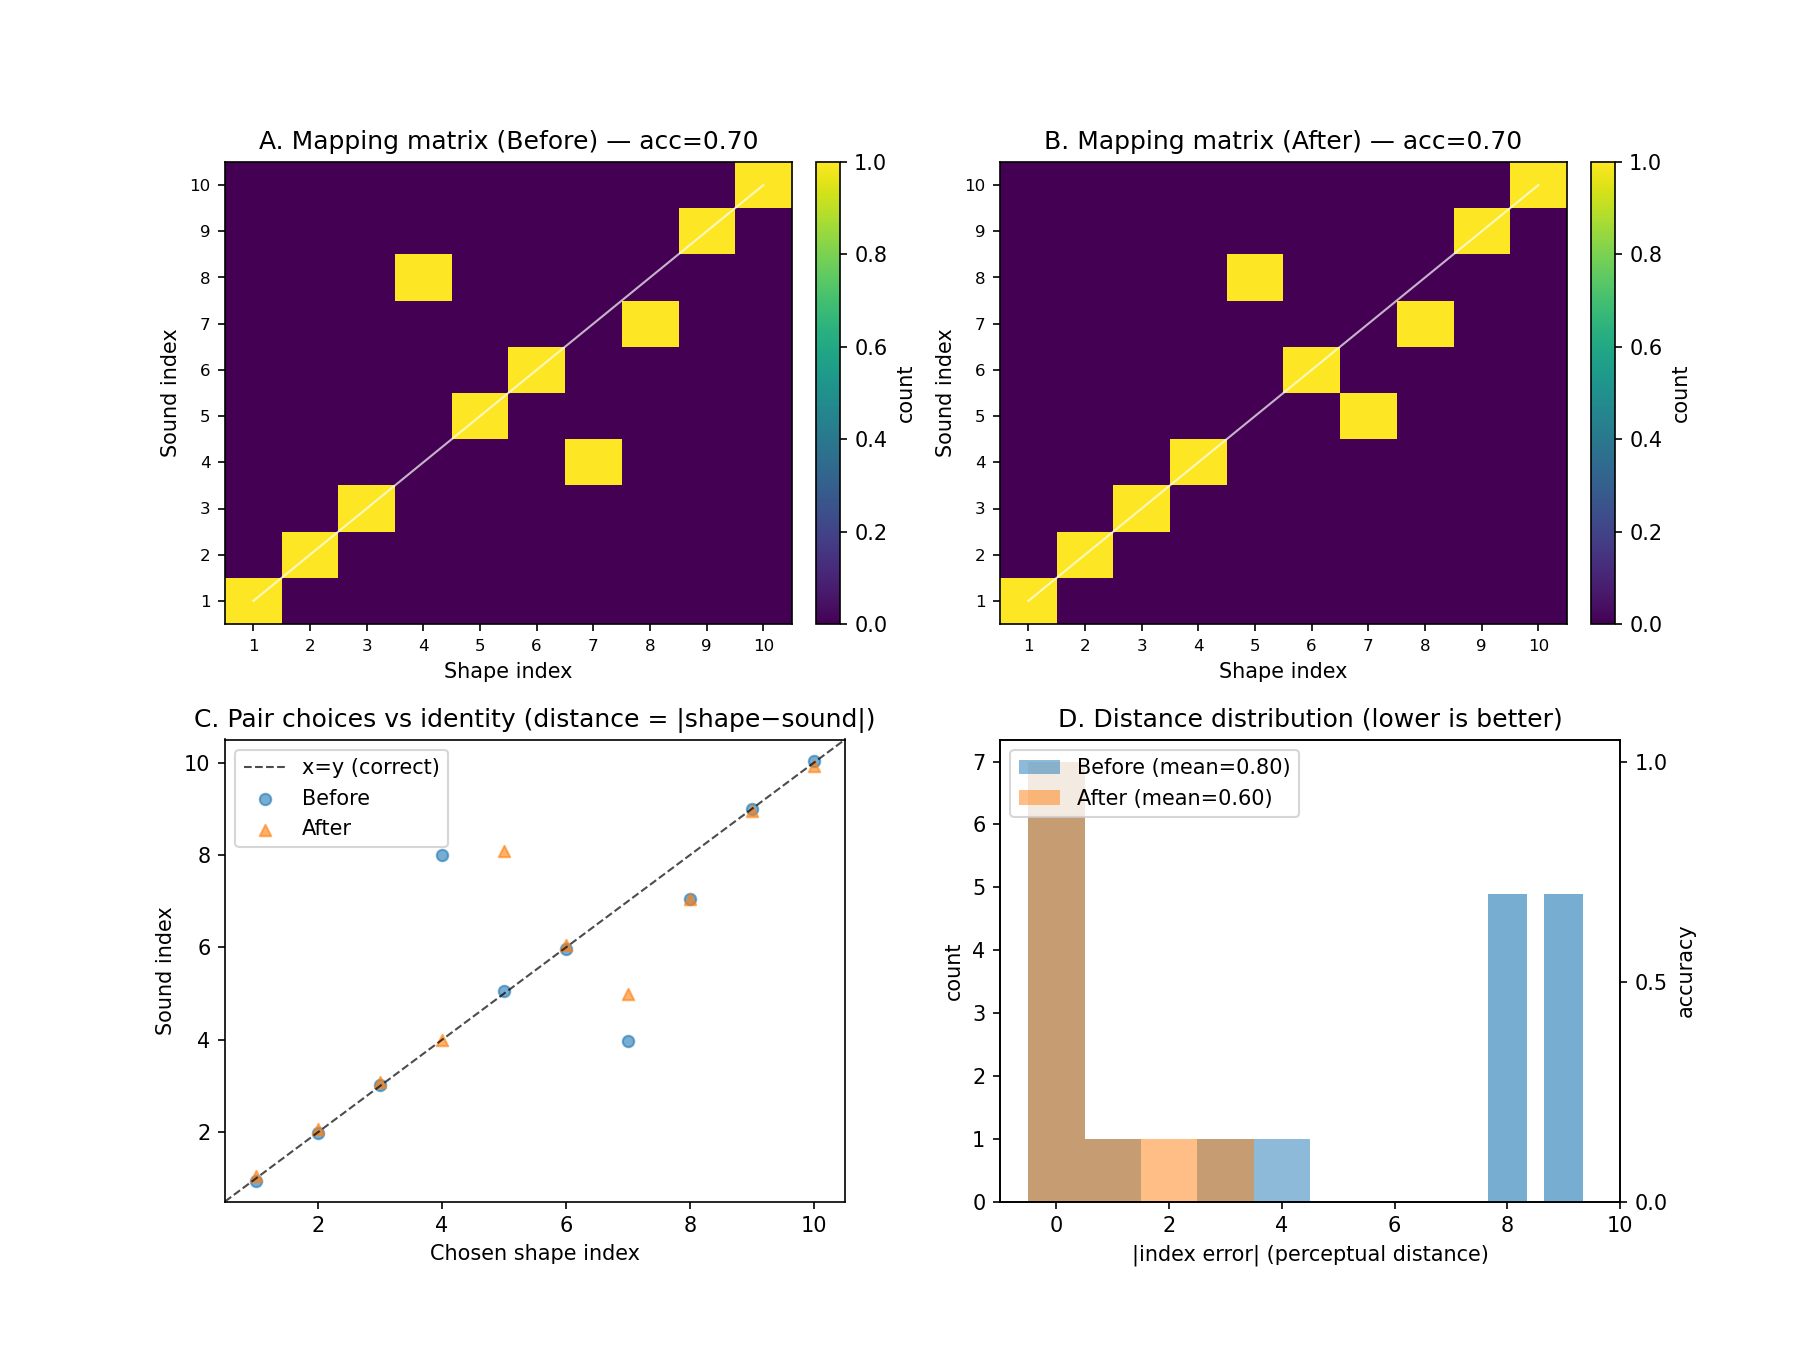 A. Mapping matrix (Before) — acc=0.70
10
9
8
7
6
5
4
3
2
1
Sound index
1 2 3 4 5 6 7 8 9 10
Shape index
1.0
0.8
0.6
0.4
0.2
0.0
count
B. Mapping matrix (After) — acc=0.70
10
9
8
7
6
5
4
3
2
1
Sound index
1 2 3 4 5 6 7 8 9 10
Shape index
1.0
0.8
0.6
0.4
0.2
0.0
count
C. Pair choices vs identity (distance = |shape−sound|)
x=y (correct)
Before
After
10
8
6
4
2
Sound index
2 4 6 8 10
Chosen shape index
D. Distance distribution (lower is better)
Before (mean=0.80)
After (mean=0.60)
7
6
5
4
3
2
1
0
count
0 2 4 6 8 10
|index error| (perceptual distance)
1.0
0.5
0.0
accuracy